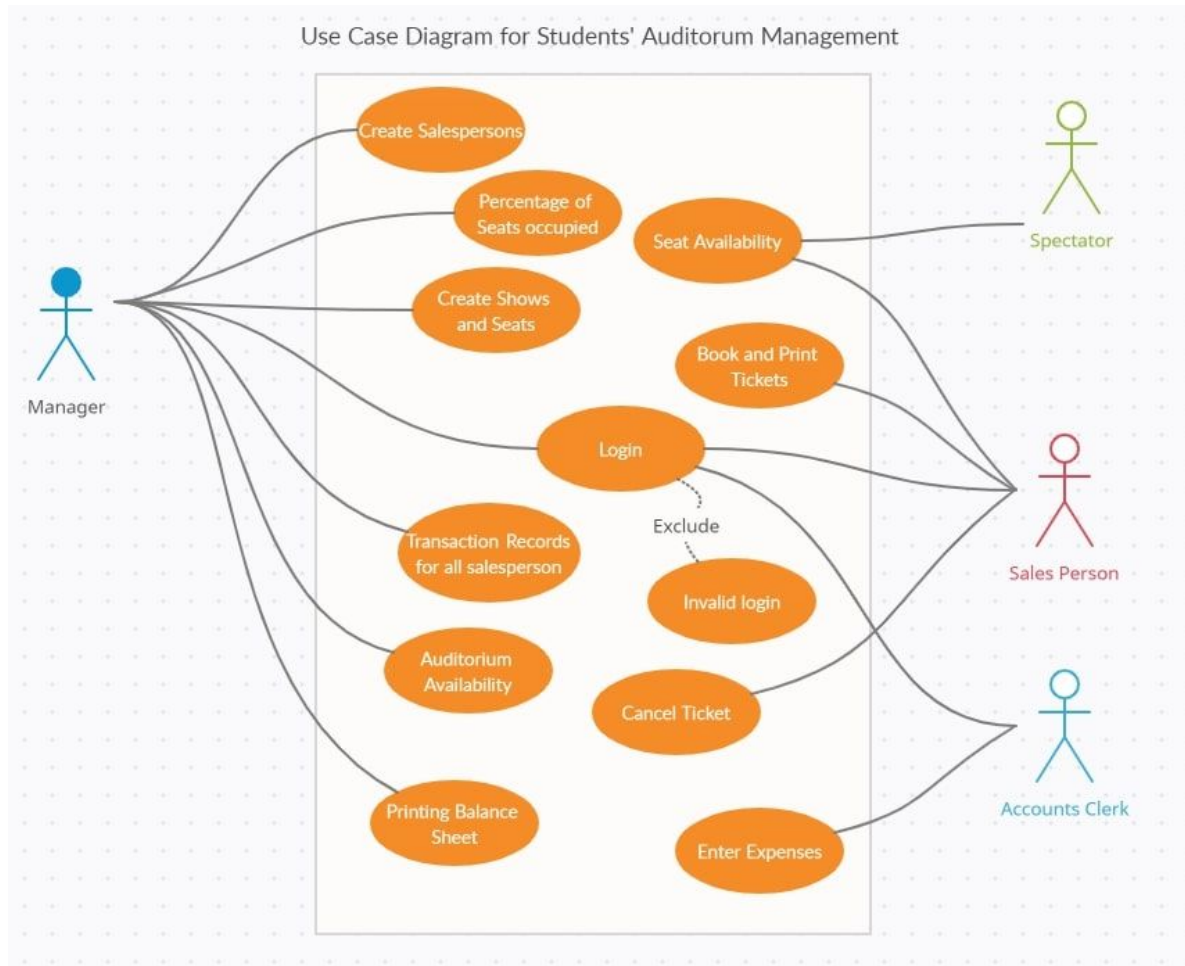 Use Case Diagram for Students' Auditorum Management
Create Salespersons
Percentage of
Seats occupied
Seat Availability
Spectator
Create Shows
and Seats
Book and Print
Tickets
Manager
Login
Exclude
Transaction Records
for all salesperson
Sales Person
Invalid login
Auditorium
Availability
Cancel Ticket
Accounts Clerk
Printing Balance
Sheet
Enter Expenses